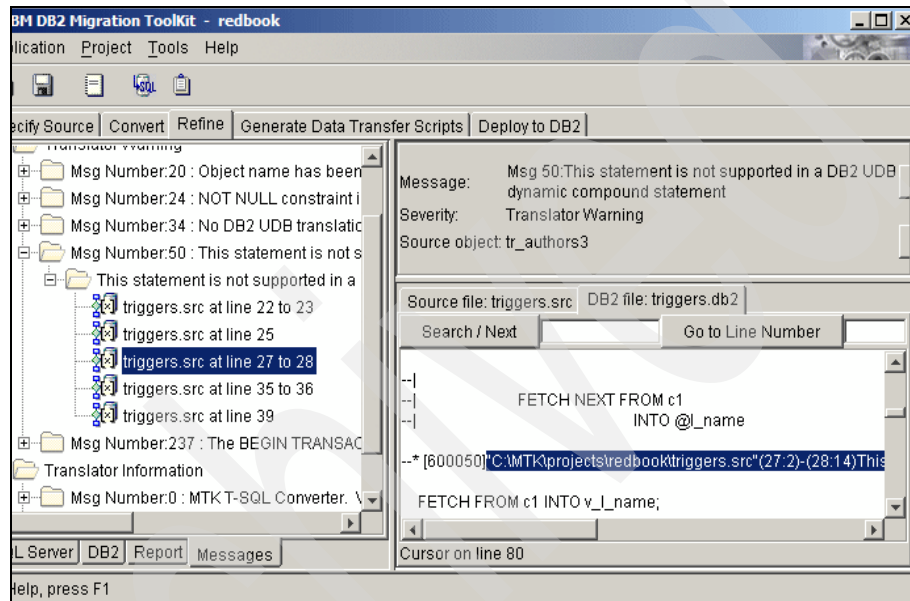 BM DB2 Migration ToolKit - redbook
lication Project Tools Help
SQL
ecify Source Convert Refine Generate Data Transfer Scripts Deploy to DB2
Translator Warning
Msg Number:20 : Object name has been
Msg Number:24 : NOT NULL constraint i
Msg Number:34 : No DB2 UDB translatic
Msg Number:50 : This statement is not s
This statement is not supported in a
triggers.src at line 22 to 23
triggers.src at line 25
triggers.src at line 27 to 28
triggers.src at line 35 to 36
triggers.src at line 39
Msg Number:237 : The BEGIN TRANSAC
Translator Information
Msg Number:0 : MTK T-SQL Converter. \
L Server DB2 Report Messages
Message: Msg 50:This statement is not supported in a DB2 UDB
dynamic compound statement
Severity: Translator Warning
Source object: tr_authors3
Source file: triggers.src DB2 file: triggers.db2
Search / Next Go to Line Number
--|
--| FETCH NEXT FROM c1
--| INTO @l_name
--* [600050]"C:\MTK\projects\redbook\triggers.src"(27:2)-(28:14)This
FETCH FROM c1 INTO v_l_name;
Cursor on line 80
Help, press F1